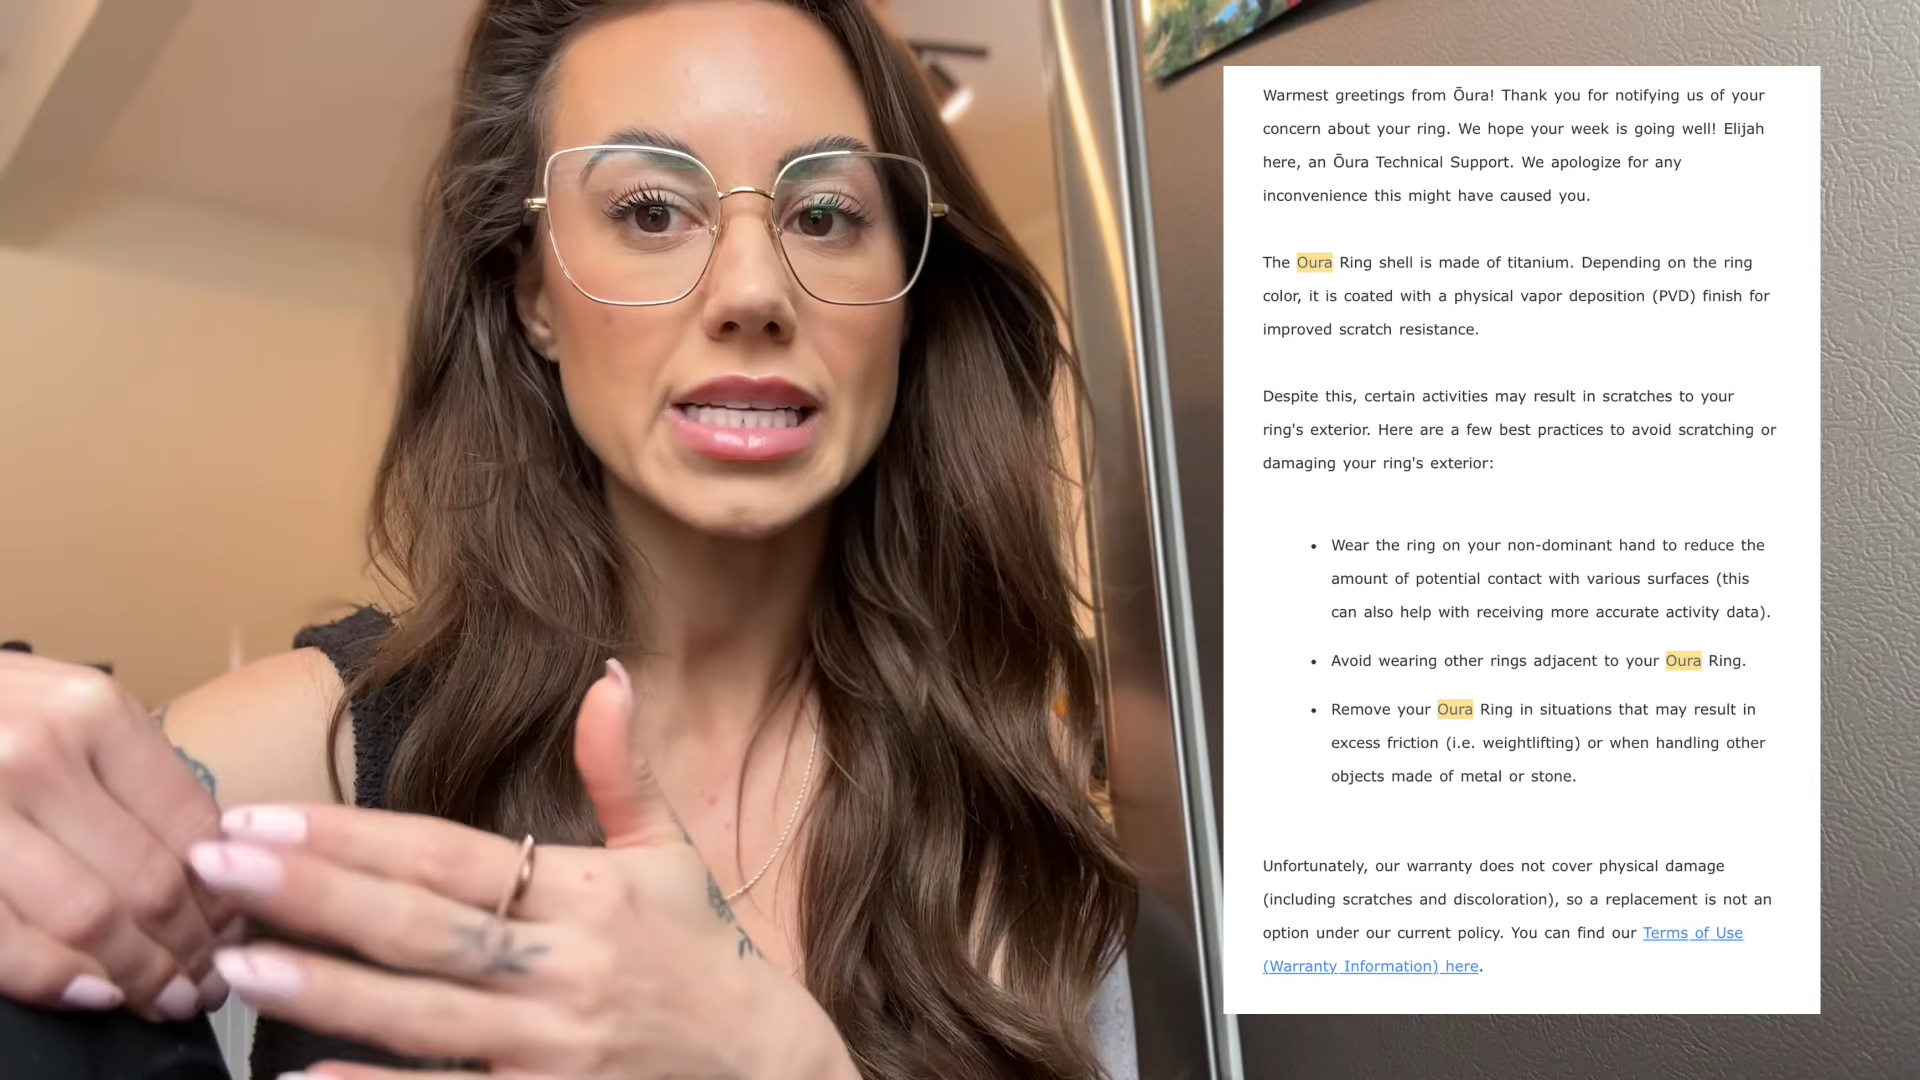 Warmest greetings from Ōura! Thank you for notifying us of your
concern about your ring. We hope your week is going well! Elijah
here, an Ōura Technical Support. We apologize for any
inconvenience this might have caused you.
The Oura Ring shell is made of titanium. Depending on the ring
color, it is coated with a physical vapor deposition (PVD) finish for
improved scratch resistance.
Despite this, certain activities may result in scratches to your
ring's exterior. Here are a few best practices to avoid scratching or
damaging your ring's exterior:
• Wear the ring on your non-dominant hand to reduce the
amount of potential contact with various surfaces (this
can also help with receiving more accurate activity data).
• Avoid wearing other rings adjacent to your Oura Ring.
• Remove your Oura Ring in situations that may result in
excess friction (i.e. weightlifting) or when handling other
objects made of metal or stone.
Unfortunately, our warranty does not cover physical damage
(including scratches and discoloration), so a replacement is not an
option under our current policy. You can find our Terms of Use
(Warranty Information) here.